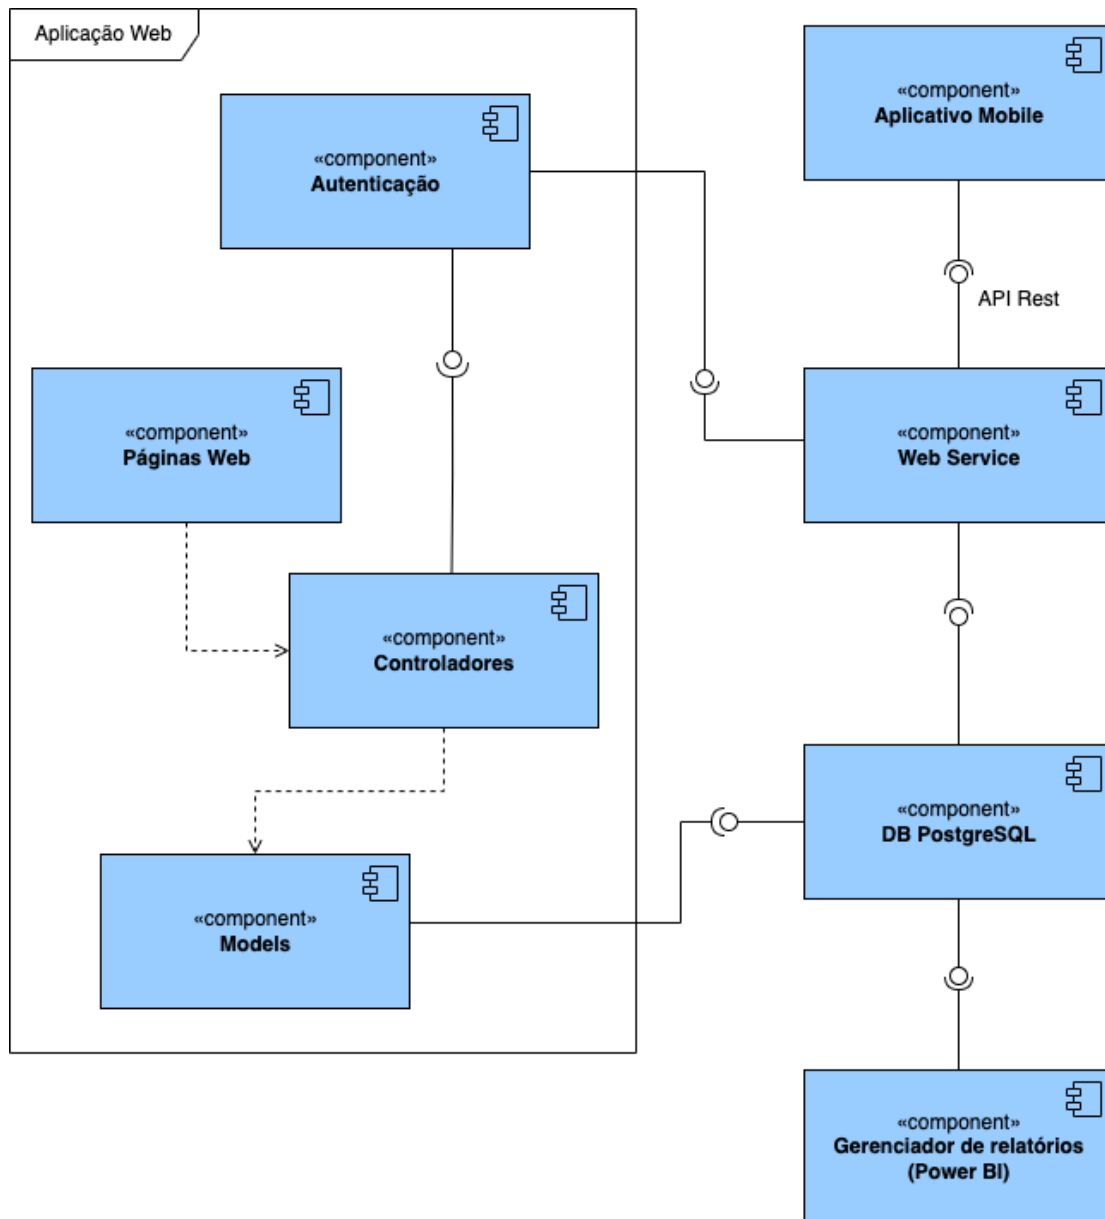 Aplicação Web
«component»
Aplicativo Mobile
«component»
Autenticação
API Rest
«component»
Páginas Web
«component»
Web Service
«component»
Controladores
«component»
DB PostgreSQL
«component»
Models
«component»
Gerenciador de relatórios
(Power BI)